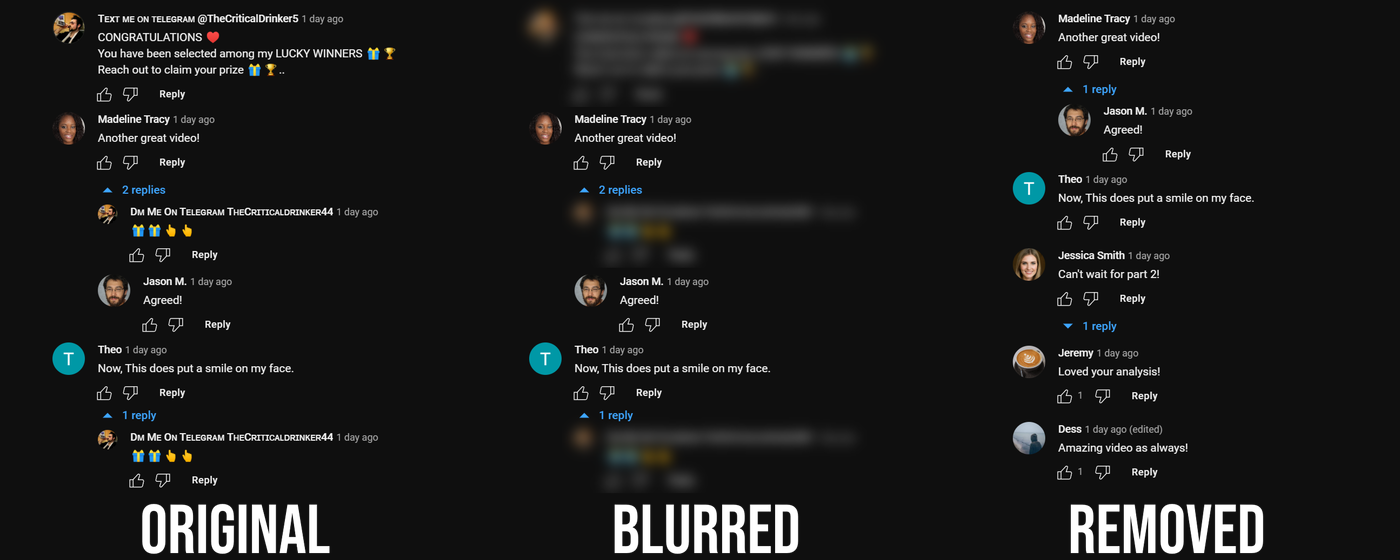 Text me on telegram @TheCriticalDrinker5 1 day ago
CONGRATULATIONS ❤️
You have been selected among my LUCKY WINNERS 🎁 🏆
Reach out to claim your prize 🎁 🏆 ..
Reply
Madeline Tracy 1 day ago
Another great video!
Reply
2 replies
Dm Me On Telegram TheCriticaldrinker44 1 day ago
🎁 🎁 👆 👆
Reply
Jason M. 1 day ago
Agreed!
Reply
T
Theo 1 day ago
Now, This does put a smile on my face.
Reply
1 reply
Dm Me On Telegram TheCriticaldrinker44 1 day ago
🎁 🎁 👆 👆
Reply
ORIGINAL
Madeline Tracy 1 day ago
Another great video!
Reply
2 replies
Jason M. 1 day ago
Agreed!
Reply
T
Theo 1 day ago
Now, This does put a smile on my face.
Reply
1 reply
BLURRED
Madeline Tracy 1 day ago
Another great video!
Reply
1 reply
Jason M. 1 day ago
Agreed!
Reply
T
Theo 1 day ago
Now, This does put a smile on my face.
Reply
Jessica Smith 1 day ago
Can't wait for part 2!
Reply
1 reply
Jeremy 1 day ago
Loved your analysis!
1 Reply
Dess 1 day ago (edited)
Amazing video as always!
1 Reply
REMOVED